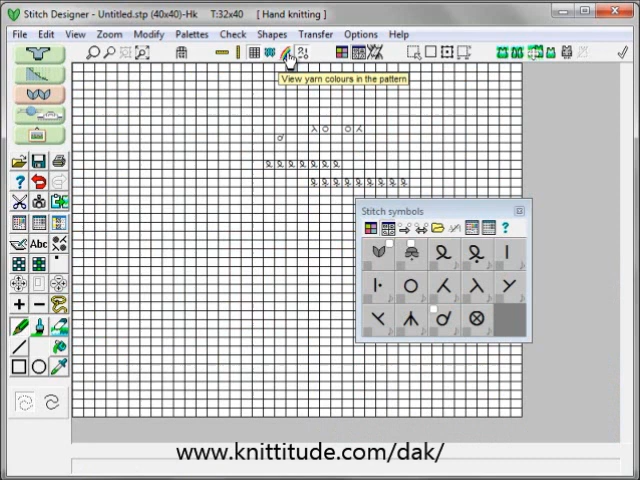 Stitch Designer - Untitled.stp (40x40)-Hk T:32x40 [ Hand knitting ]
File Edit View Zoom Modify Palettes Check Shapes Transfer Options Help
View yarn colours in the pattern
Stitch symbols
Abc
www.knittitude.com/dak/